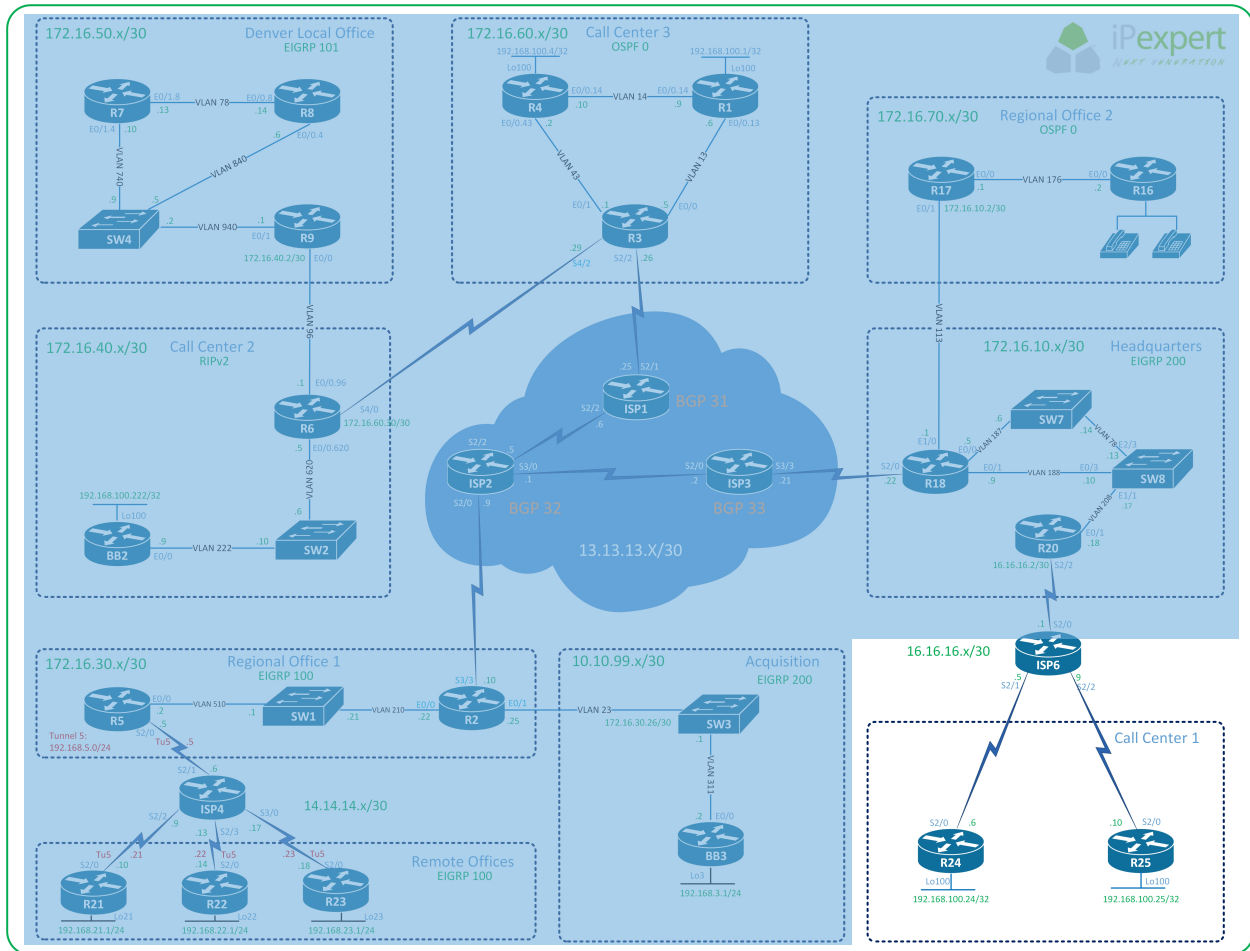 172.16.50.x/30
Denver Local Office
EIGRP 101
R7
E0/1.8
.13
VLAN 78
E0/0.8
.14
R8
E0/1.4
.10
.6
E0/0.4
VLAN 740
VLAN 840
.9
.5
SW4
.2
VLAN 940
.1
E0/1
R9
172.16.40.2/30
E0/0
VLAN 96
172.16.60.x/30
Call Center 3
OSPF 0
192.168.100.4/32
192.168.100.1/32
Lo100
Lo100
R4
E0/0.14
.10
VLAN 14
E0/0.14
.9
R1
E0/0.43
.2
.6
E0/0.13
VLAN 43
VLAN 13
E0/1
.1
.5
E0/0
R3
.29
S4/2
S2/2
.26
iPexpert
172.16.70.x/30
Regional Office 2
OSPF 0
R17
E0/0
.1
VLAN 176
E0/0
.2
R16
E0/1
172.16.10.2/30
VLAN 113
172.16.40.x/30
Call Center 2
RIPv2
.1
E0/0.96
R6
S4/0
172.16.60.30/30
.5
E0/0.620
VLAN 620
192.168.100.222/32
Lo100
.6
BB2
.9
E0/0
VLAN 222
.10
SW2
.25
S2/1
ISP1
BGP 31
S2/2
.6
S2/2
.5
ISP2
S3/0
.1
S2/0
.9
BGP 32
S2/0
.2
ISP3
S3/3
.21
BGP 33
13.13.13.X/30
172.16.10.x/30
Headquarters
EIGRP 200
.1
E1/0
S2/0
.22
R18
.5
E0/0
VLAN 187
.6
SW7
.14
VLAN 78
E2/3
.13
E0/1
.9
VLAN 188
E0/3
.10
SW8
E1/1
.17
VLAN 208
R20
E0/1
.18
16.16.16.2/30
S2/2
.1
S2/0
ISP6
16.16.16.x/30
.5
S2/1
.9
S2/2
172.16.30.x/30
Regional Office 1
EIGRP 100
R5
E0/0
.2
VLAN 510
.1
SW1
.21
VLAN 210
E0/0
.22
S3/3
.10
R2
E0/1
.25
.5
S2/0
Tunnel 5:
192.168.5.0/24
Tu5
.5
S2/1
.6
ISP4
14.14.14.x/30
S2/2
.9
.13
S2/3
S3/0
.17
Remote Offices
EIGRP 100
Tu5
.21
S2/0
.10
R21
Lo21
192.168.21.1/24
.22
Tu5
.14
S2/0
R22
Lo22
192.168.22.1/24
.23
Tu5
.18
S2/0
R23
Lo23
192.168.23.1/24
10.10.99.x/30
Acquisition
EIGRP 200
VLAN 23
172.16.30.26/30
SW3
.1
VLAN 311
.2
E0/0
BB3
Lo3
192.168.3.1/24
Call Center 1
S2/0
.6
R24
Lo100
192.168.100.24/32
.10
S2/0
R25
Lo100
192.168.100.25/32